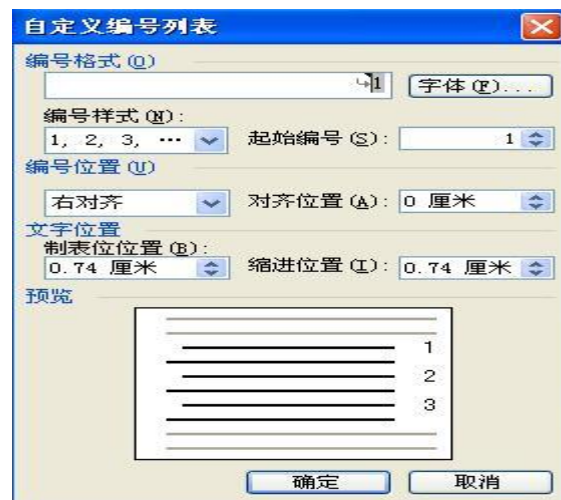 自定义编号列表
编号格式(O)
1 字体(F)...
编号样式(N):
1, 2, 3, … 起始编号(S): 1
编号位置(U)
右对齐 对齐位置(A): 0 厘米
文字位置
制表位位置(B):
0.74 厘米 缩进位置(I): 0.74 厘米
预览
1
2
3
确定 取消